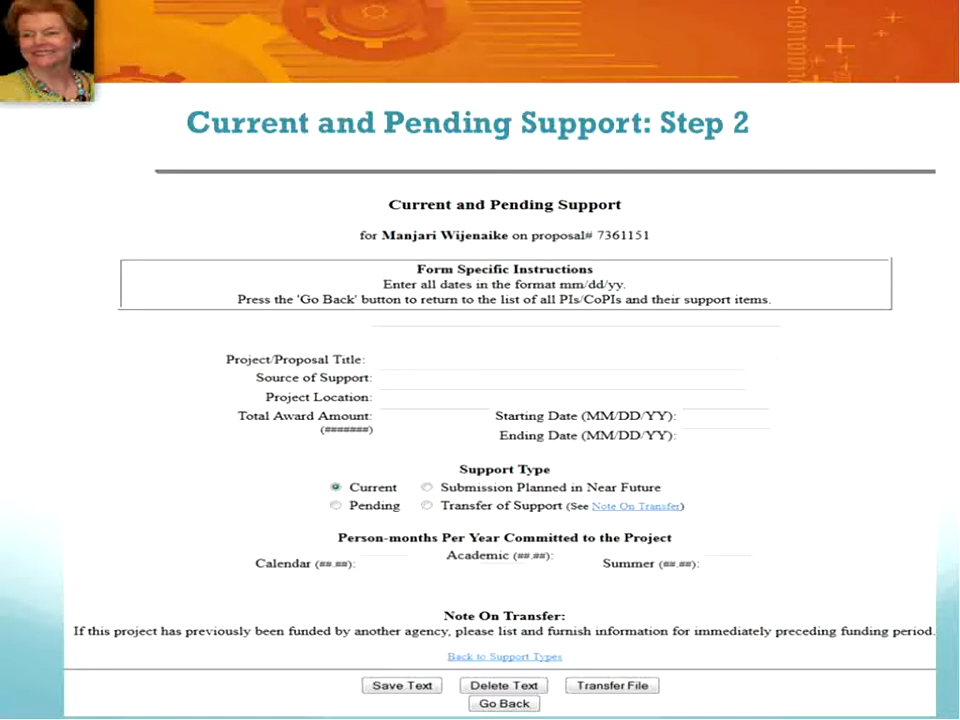 01011010110
Current and Pending Support: Step 2
Current and Pending Support
for Manjari Wijenaike on proposal# 7361151
Form Specific Instructions
Enter all dates in the format mm/dd/yy.
Press the 'Go Back' button to return to the list of all PIs/CoPIs and their support items.
Project/Proposal Title:
Source of Support:
Project Location:
Total Award Amount: Starting Date (MM/DD/YY):
(#######) Ending Date (MM/DD/YY):
Support Type
Current Submission Planned in Near Future
Pending Transfer of Support (See Note On Transfer)
Person-months Per Year Committed to the Project
Calendar (##.##): Academic (##.##): Summer (##.##):
Note On Transfer:
If this project has previously been funded by another agency, please list and furnish information for immediately preceding funding period.
Back to Support Types
Save Text Delete Text Transfer File
Go Back